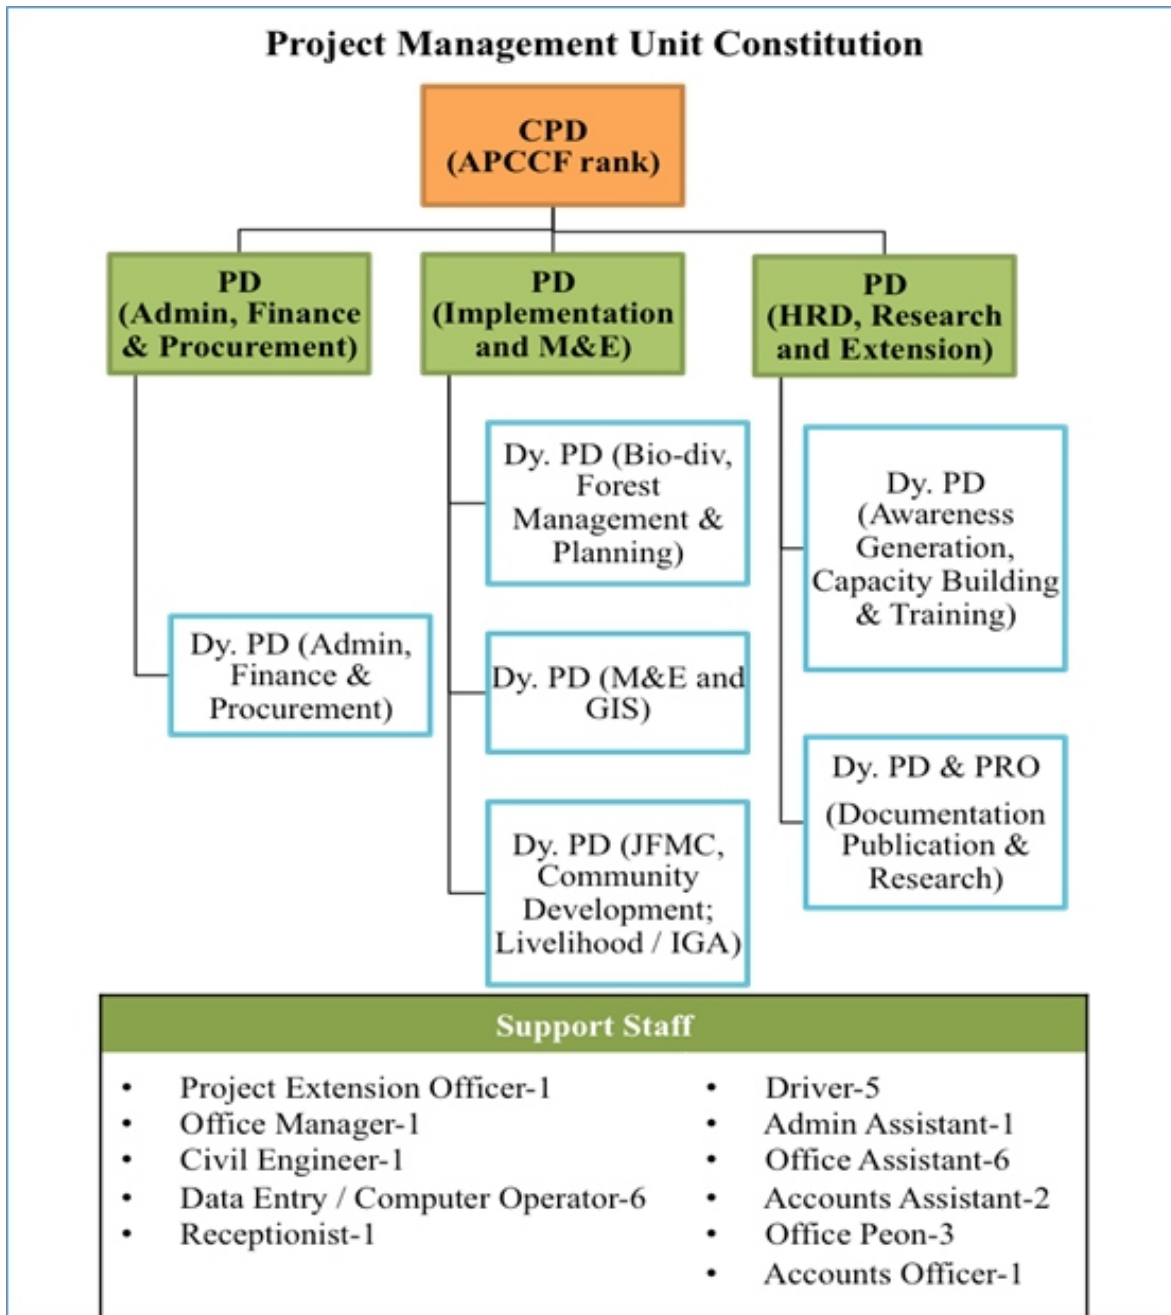 Project Management Unit Constitution
CPD
(APCCF rank)
PD
(Admin, Finance
& Procurement)
PD
(Implementation
and M&E)
PD
(HRD, Research
and Extension)
Dy. PD (Bio-div,
Forest
Management &
Planning)
Dy. PD
(Awareness
Generation,
Capacity Building
& Training)
Dy. PD (Admin,
Finance &
Procurement)
Dy. PD (M&E and
GIS)
Dy. PD & PRO
(Documentation
Publication &
Research)
Dy. PD (JFMC,
Community
Development;
Livelihood / IGA)
Support Staff
• Project Extension Officer-1
• Office Manager-1
• Civil Engineer-1
• Data Entry / Computer Operator-6
• Receptionist-1
• Driver-5
• Admin Assistant-1
• Office Assistant-6
• Accounts Assistant-2
• Office Peon-3
• Accounts Officer-1